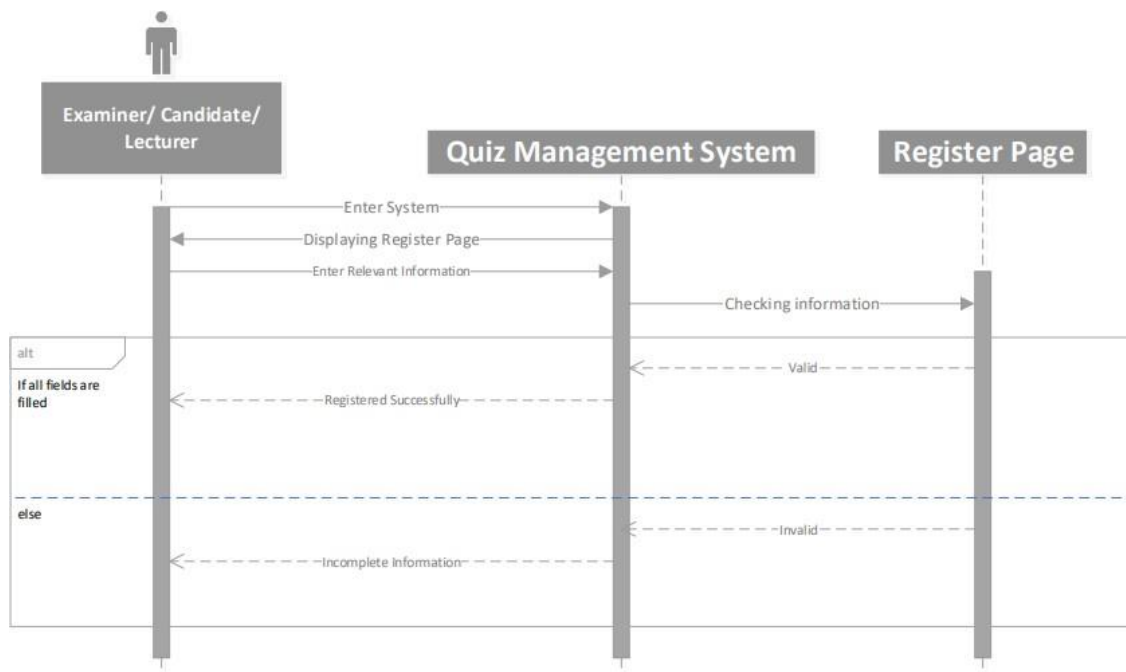 Examiner/ Candidate/
Lecturer
Quiz Management System
Register Page
Enter System
Displaying Register Page
Enter Relevant Information
Checking information
alt
If all fields are
filled
Valid
Registered Successfully
else
Invalid
Incomplete Information